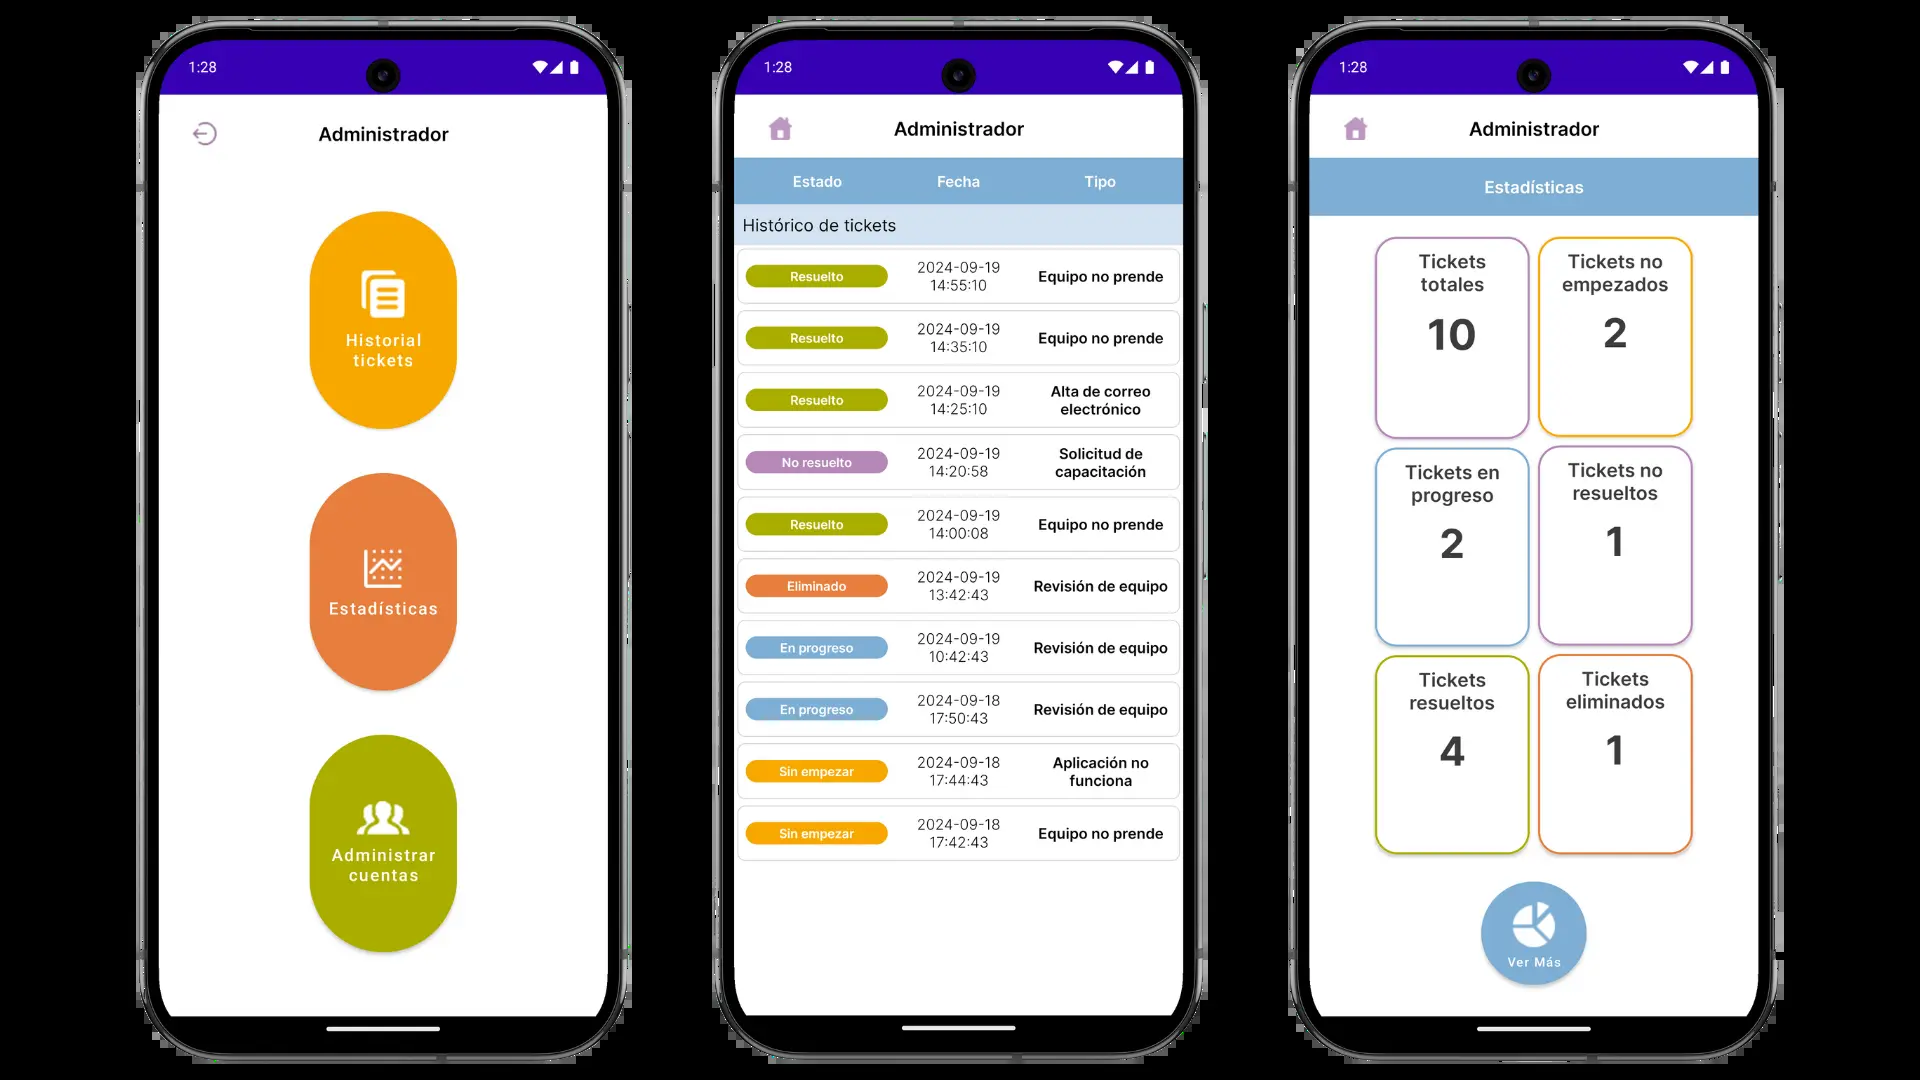 1:28
Administrador
Historial
tickets
Estadísticas
Administrar
cuentas
1:28
Administrador
Estado Fecha Tipo
Histórico de tickets
Resuelto 2024-09-19 14:55:10 Equipo no prende
Resuelto 2024-09-19 14:35:10 Equipo no prende
Resuelto 2024-09-19 14:25:10 Alta de correo electrónico
No resuelto 2024-09-19 14:20:58 Solicitud de capacitación
Resuelto 2024-09-19 14:00:08 Equipo no prende
Eliminado 2024-09-19 13:42:43 Revisión de equipo
En progreso 2024-09-19 10:42:43 Revisión de equipo
En progreso 2024-09-18 17:50:43 Revisión de equipo
Sin empezar 2024-09-18 17:44:43 Aplicación no funciona
Sin empezar 2024-09-18 17:42:43 Equipo no prende
1:28
Administrador
Estadísticas
Tickets
totales
10
Tickets no
empezados
2
Tickets en
progreso
2
Tickets no
resueltos
1
Tickets
resueltos
4
Tickets
eliminados
1
Ver Más